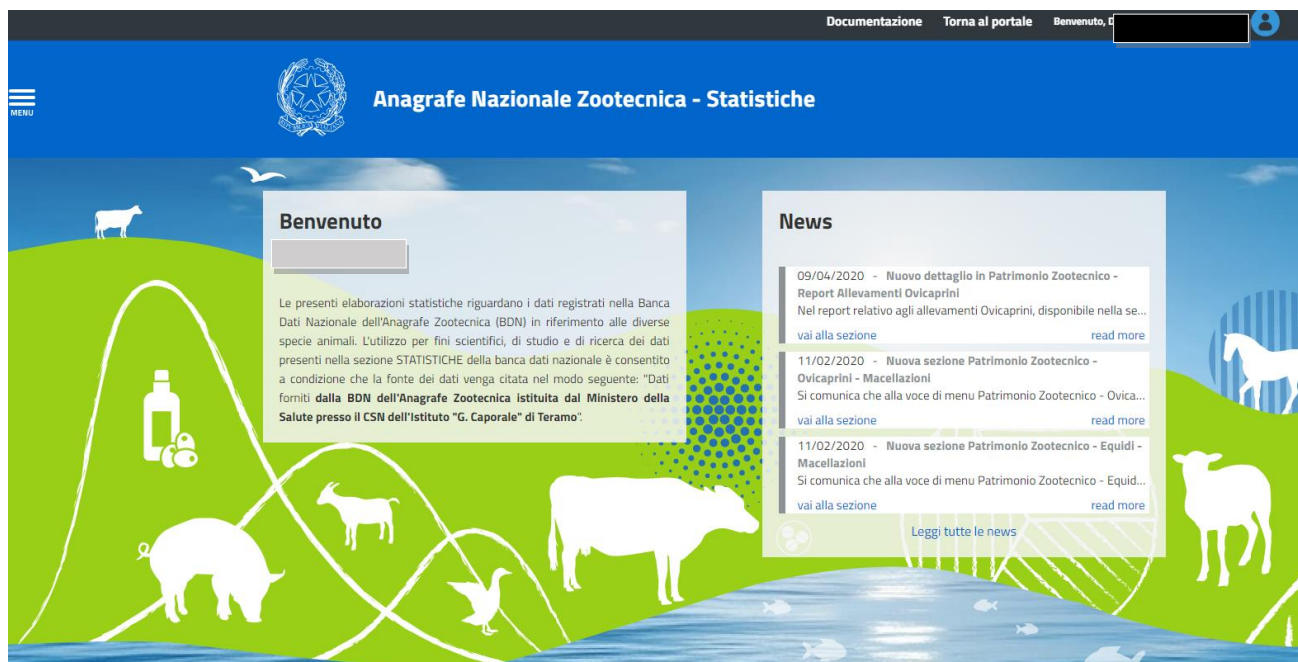 Documentazione Torna al portale Benvenuto,
MENU
Anagrafe Nazionale Zootecnica - Statistiche
Benvenuto
Le presenti elaborazioni statistiche riguardano i dati registrati nella Banca
Dati Nazionale dell'Anagrafe Zootecnica (BDN) in riferimento alle diverse
specie animali. L'utilizzo per fini scientifici, di studio e di ricerca dei dati
presenti nella sezione STATISTICHE della banca dati nazionale è consentito
a condizione che la fonte dei dati venga citata nel modo seguente: "Dati
forniti dalla BDN dell'Anagrafe Zootecnica istituita dal Ministero della
Salute presso il CSN dell'Istituto "G. Caporale" di Teramo".
News
09/04/2020 - Nuovo dettaglio in Patrimonio Zootecnico -
Report Allevamenti Ovicaprini
Nel report relativo agli allevamenti Ovicaprini, disponibile nella se...
vai alla sezione read more
11/02/2020 - Nuova sezione Patrimonio Zootecnico -
Ovicaprini - Macellazioni
Si comunica che alla voce di menu Patrimonio Zootecnico - Ovica...
vai alla sezione read more
11/02/2020 - Nuova sezione Patrimonio Zootecnico - Equidi -
Macellazioni
Si comunica che alla voce di menu Patrimonio Zootecnico - Equid...
vai alla sezione read more
Leggi tutte le news